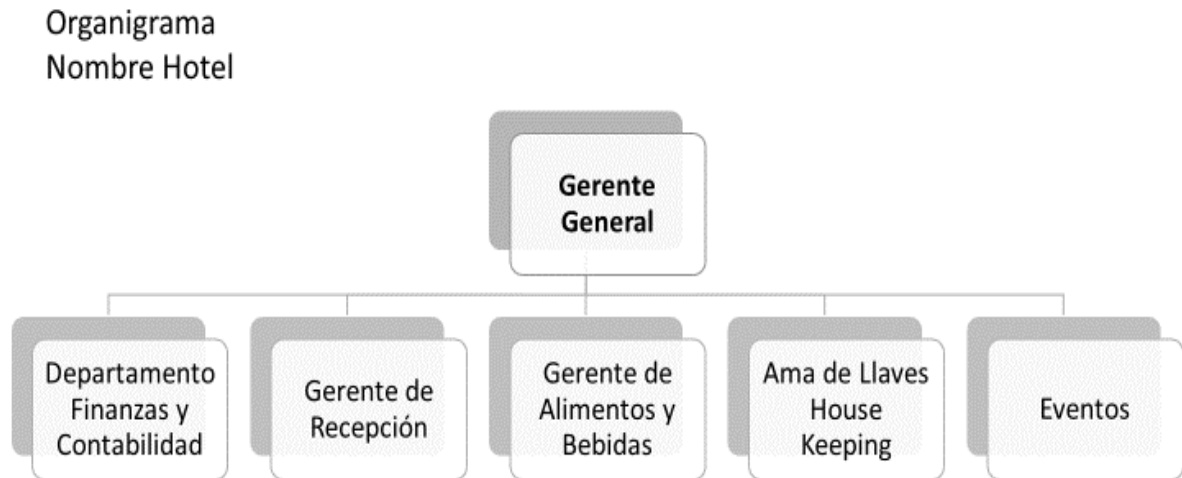 Organigrama
Nombre Hotel
Gerente
General
Departamento
Finanzas y
Contabilidad
Gerente de
Recepción
Gerente de
Alimentos y
Bebidas
Ama de Llaves
House
Keeping
Eventos